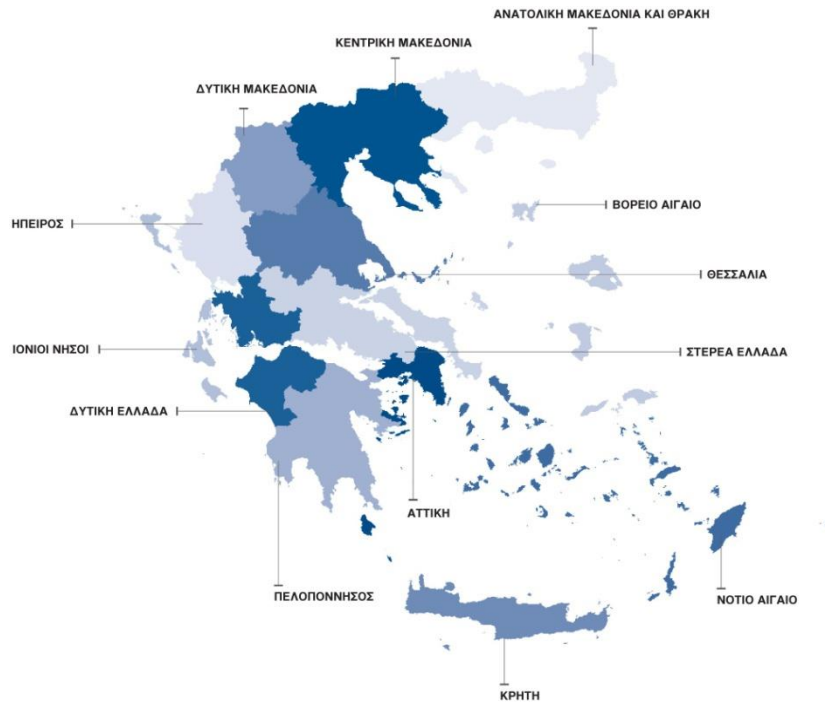 ΑΝΑΤΟΛΙΚΗ ΜΑΚΕΔΟΝΙΑ ΚΑΙ ΘΡΑΚΗ
ΚΕΝΤΡΙΚΗ ΜΑΚΕΔΟΝΙΑ
ΔΥΤΙΚΗ ΜΑΚΕΔΟΝΙΑ
ΒΟΡΕΙΟ ΑΙΓΑΙΟ
ΗΠΕΙΡΟΣ
ΘΕΣΣΑΛΙΑ
ΙΟΝΙΟΙ ΝΗΣΟΙ
ΣΤΕΡΕΑ ΕΛΛΑΔΑ
ΔΥΤΙΚΗ ΕΛΛΑΔΑ
ΑΤΤΙΚΗ
ΠΕΛΟΠΟΝΝΗΣΟΣ
ΝΟΤΙΟ ΑΙΓΑΙΟ
ΚΡΗΤΗ